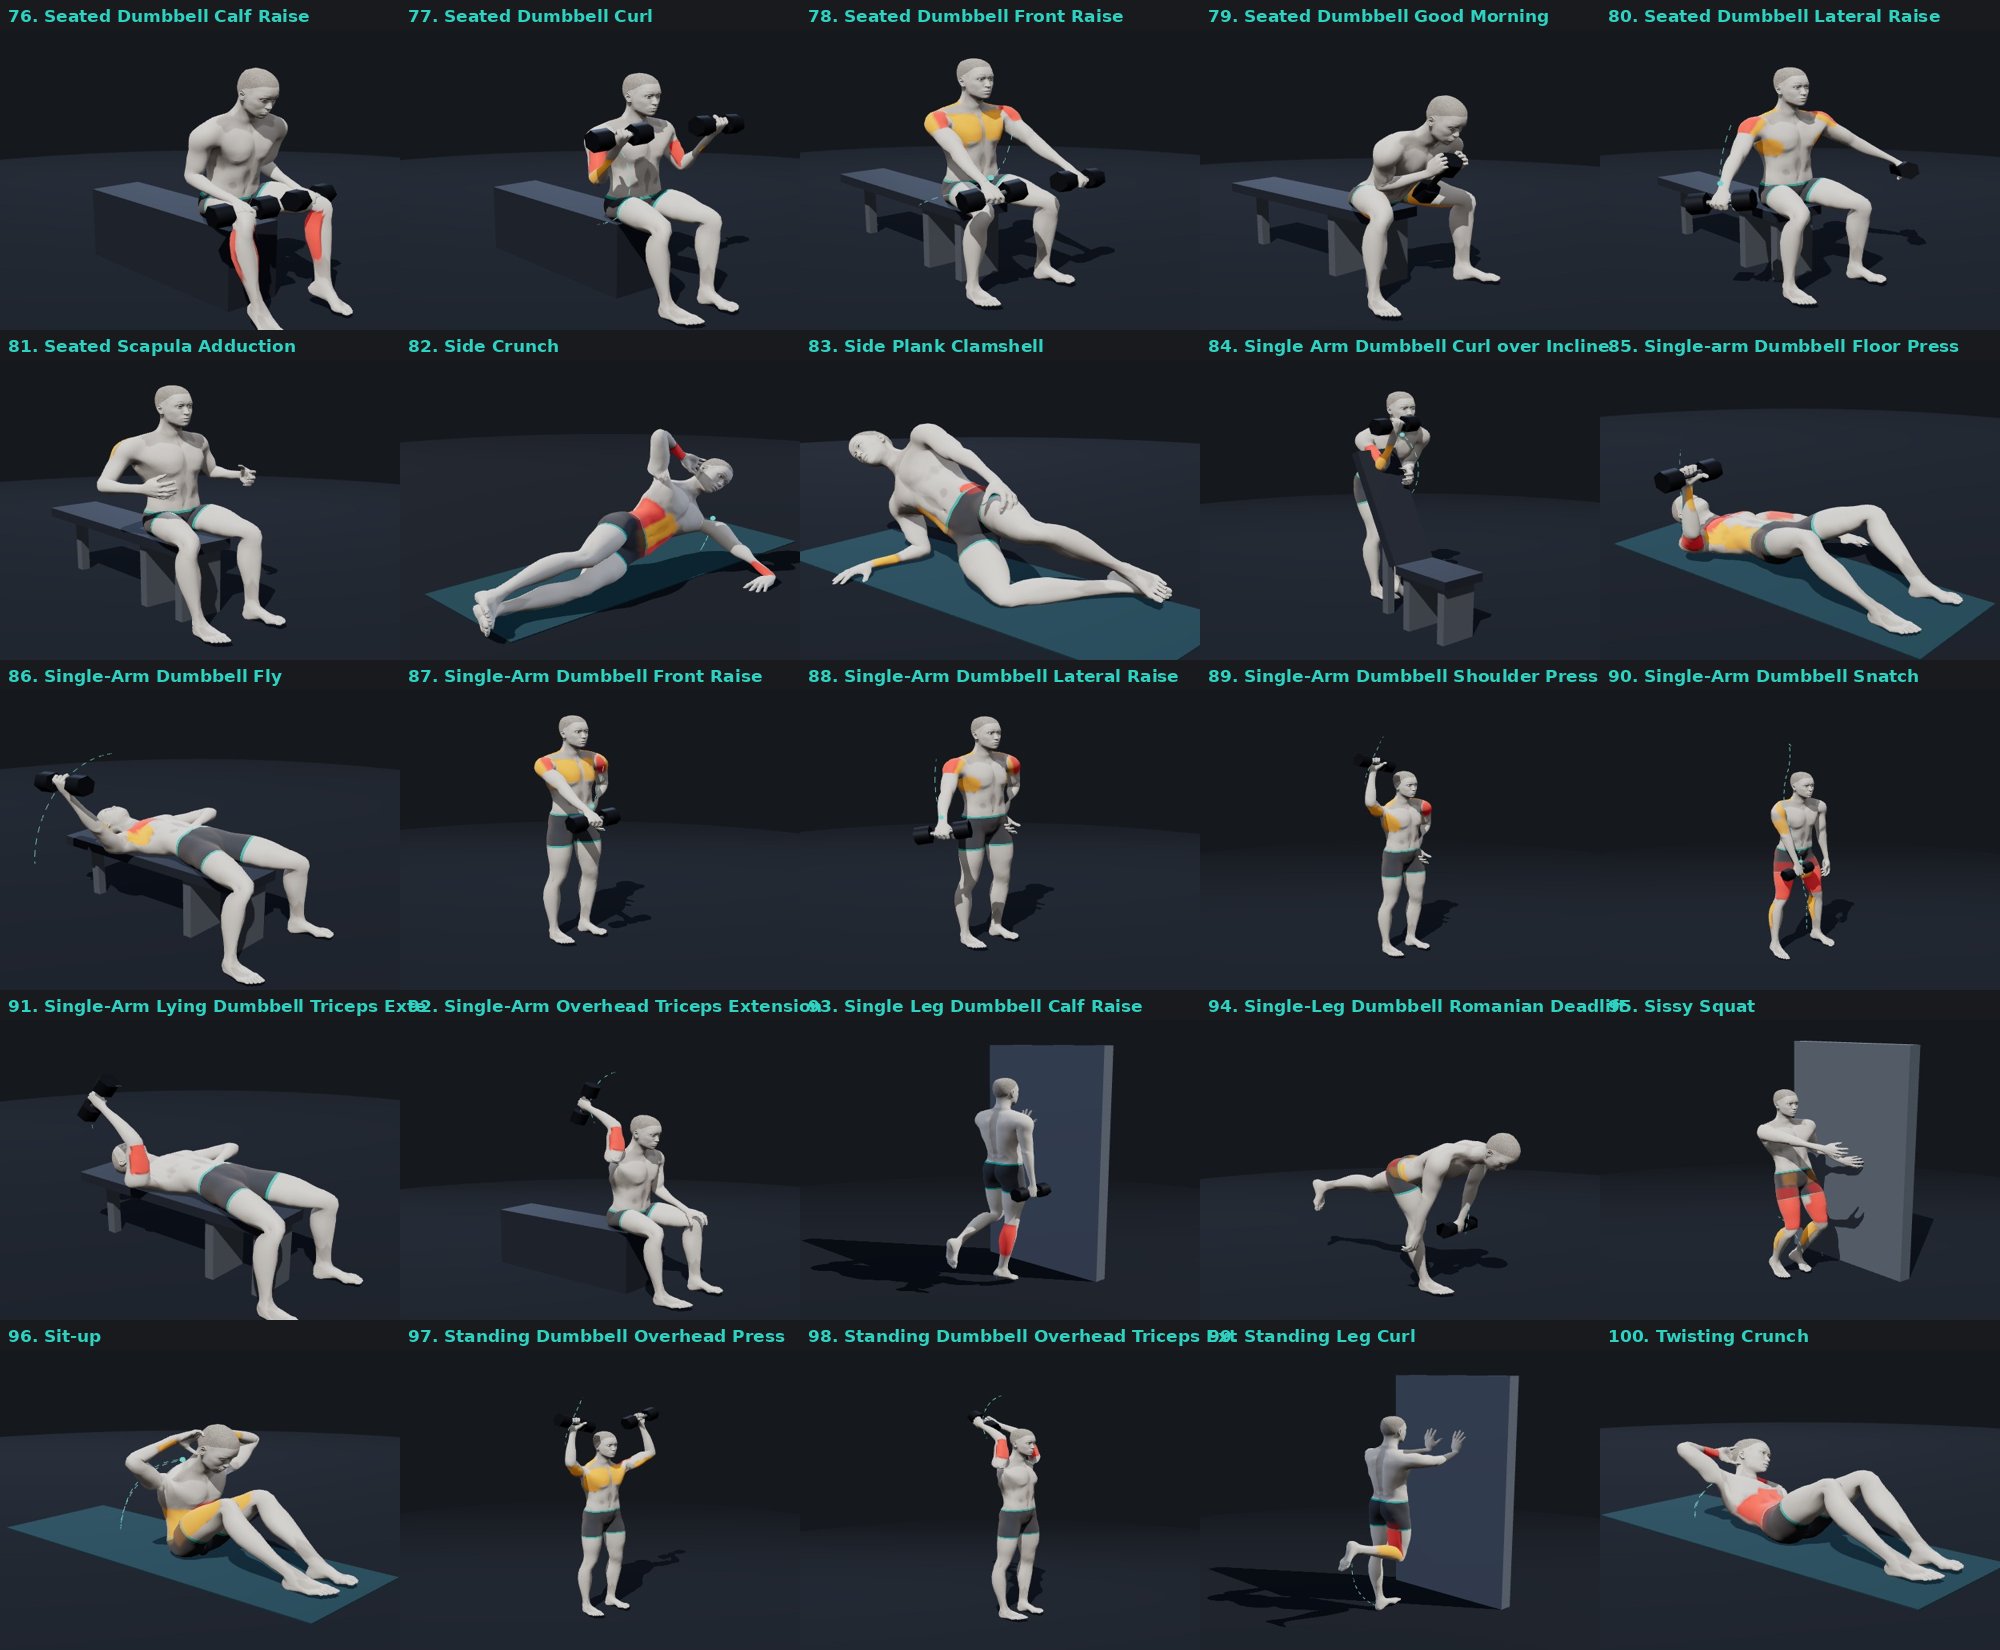 76. Seated Dumbbell Calf Raise
77. Seated Dumbbell Curl
78. Seated Dumbbell Front Raise
79. Seated Dumbbell Good Morning
80. Seated Dumbbell Lateral Raise
81. Seated Scapula Adduction
82. Side Crunch
83. Side Plank Clamshell
84. Single Arm Dumbbell Curl over Incline
85. Single-arm Dumbbell Floor Press
86. Single-Arm Dumbbell Fly
87. Single-Arm Dumbbell Front Raise
88. Single-Arm Dumbbell Lateral Raise
89. Single-Arm Dumbbell Shoulder Press
90. Single-Arm Dumbbell Snatch
91. Single-Arm Lying Dumbbell Triceps Exte
92. Single-Arm Overhead Triceps Extension
93. Single Leg Dumbbell Calf Raise
94. Single-Leg Dumbbell Romanian Deadlift
95. Sissy Squat
96. Sit-up
97. Standing Dumbbell Overhead Press
98. Standing Dumbbell Overhead Triceps Ext
99. Standing Leg Curl
100. Twisting Crunch